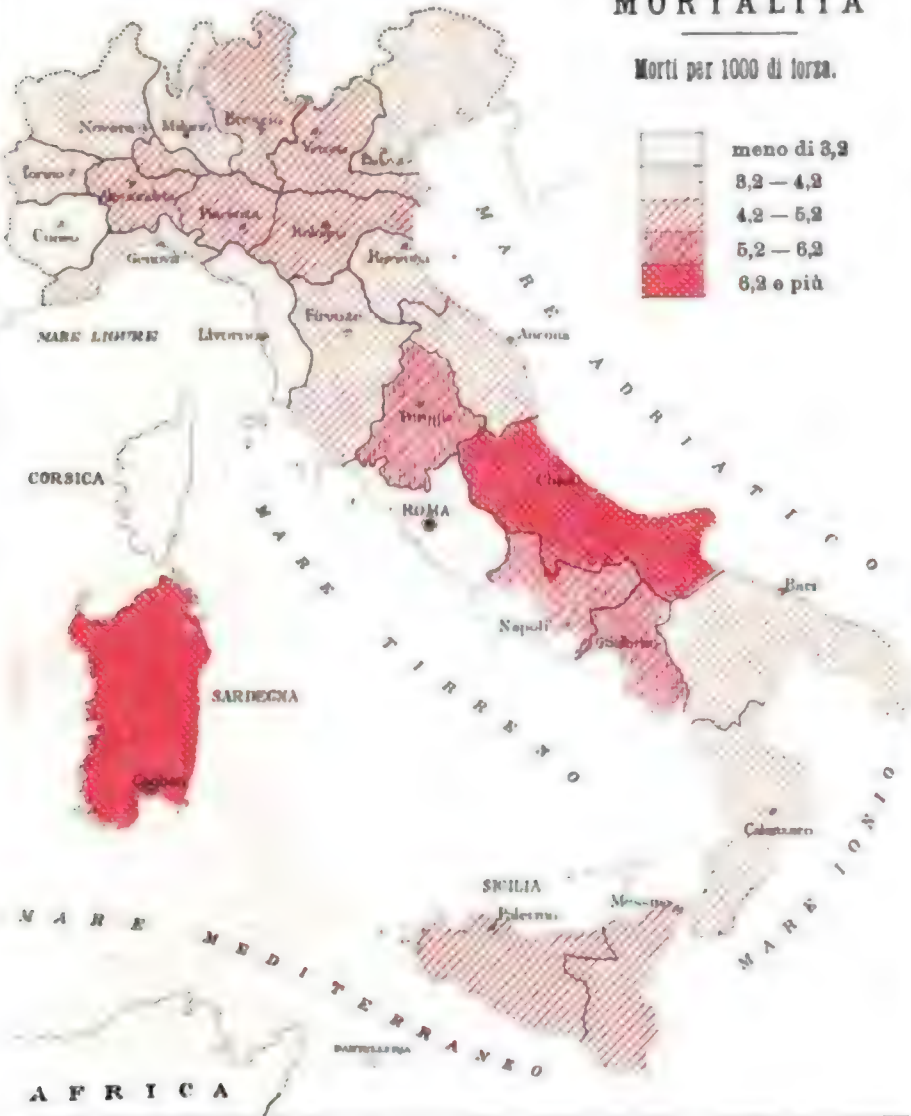 MORTALITÀ
Morti per 1000 di forza.
meno di 3,2
3,2 — 4,2
4,2 — 5,2
5,2 — 6,2
6,2 e più
Novara
Milano
Brescia
Verona
Padova
Torino
Alessandria
Piacenza
Bologna
Cuneo
Genova
Ravenna
MARE LIGURE
Livorno
Firenze
Ancona
MARE ADRIATICO
Perugia
CORSICA
Chieti
ROMA
MARE TIRRENO
Bari
Napoli
Salerno
SARDEGNA
Cagliari
Catanzaro
MARE IONIO
SICILIA
Messina
Palermo
MARE MEDITERRANEO
PANTELLERIA
AFRICA